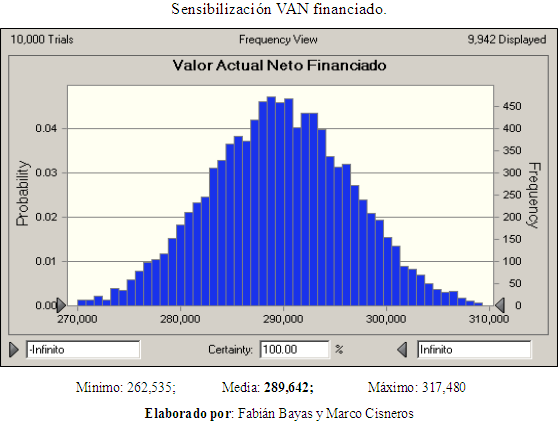 Sensibilización VAN financiado.
10,000 Trials Frequency View 9,942 Displayed
Valor Actual Neto Financiado
Probability
Frequency
0.04
0.03
0.02
0.01
0.00
450
400
350
300
250
200
150
100
50
0
270,000 280,000 290,000 300,000 310,000
-Infinito Certainty: 100.00 % Infinito
Mínimo: 262,535; Media: 289,642; Máximo: 317,480
Elaborado por: Fabián Bayas y Marco Cisneros